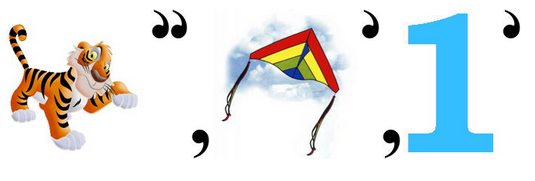 ,, , , , 1 ,